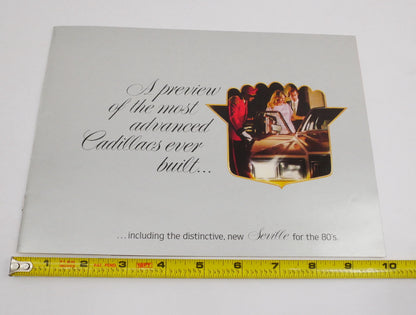 A preview
of the most
advanced
Cadillacs ever
built...
...including the distinctive, new Seville for the 80's.
1 2 3 4 5 6 7 8 9 10